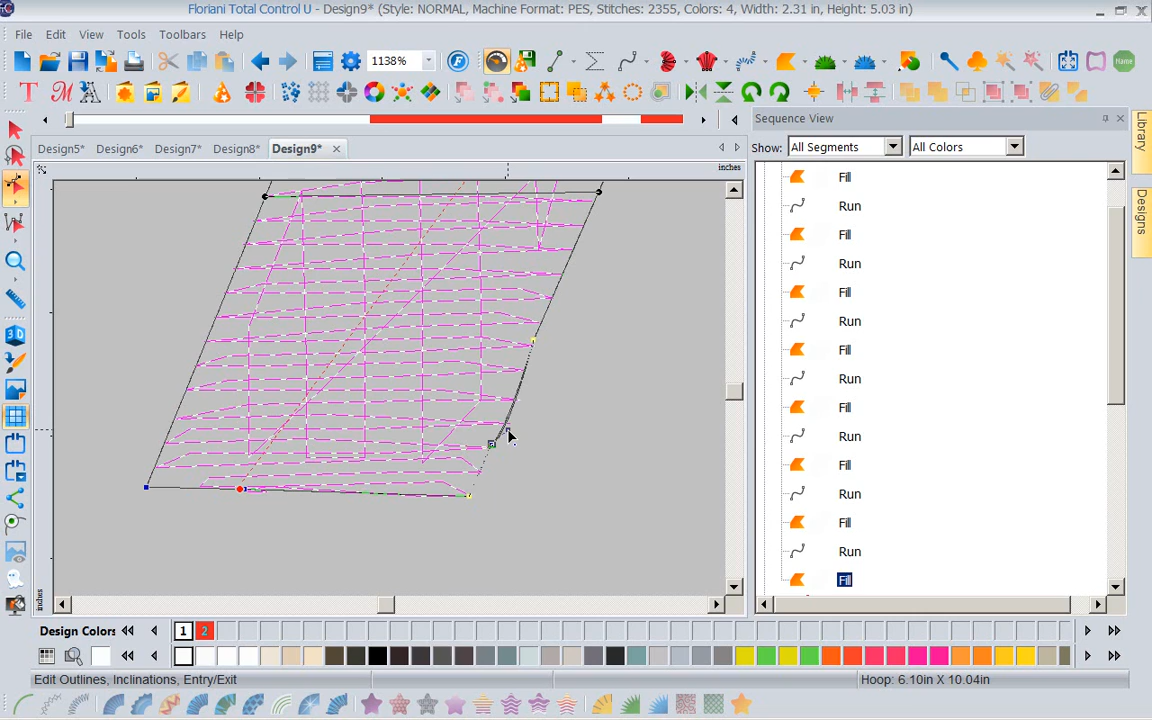 Floriani Total Control U - Design9* (Style: NORMAL, Machine Format: PES, Stitches: 2355, Colors: 4, Width: 2.31 in, Height: 5.03 in)
File Edit View Tools Toolbars Help
1138%
Name
Design5* Design6* Design7* Design8* Design9*
inches
inches
Sequence View
Show: All Segments All Colors
Fill
Run
Fill
Run
Fill
Run
Fill
Run
Fill
Run
Fill
Run
Fill
Run
Fill
Library
Designs
Design Colors 1 2
Edit Outlines, Inclinations, Entry/Exit Hoop: 6.10in X 10.04in